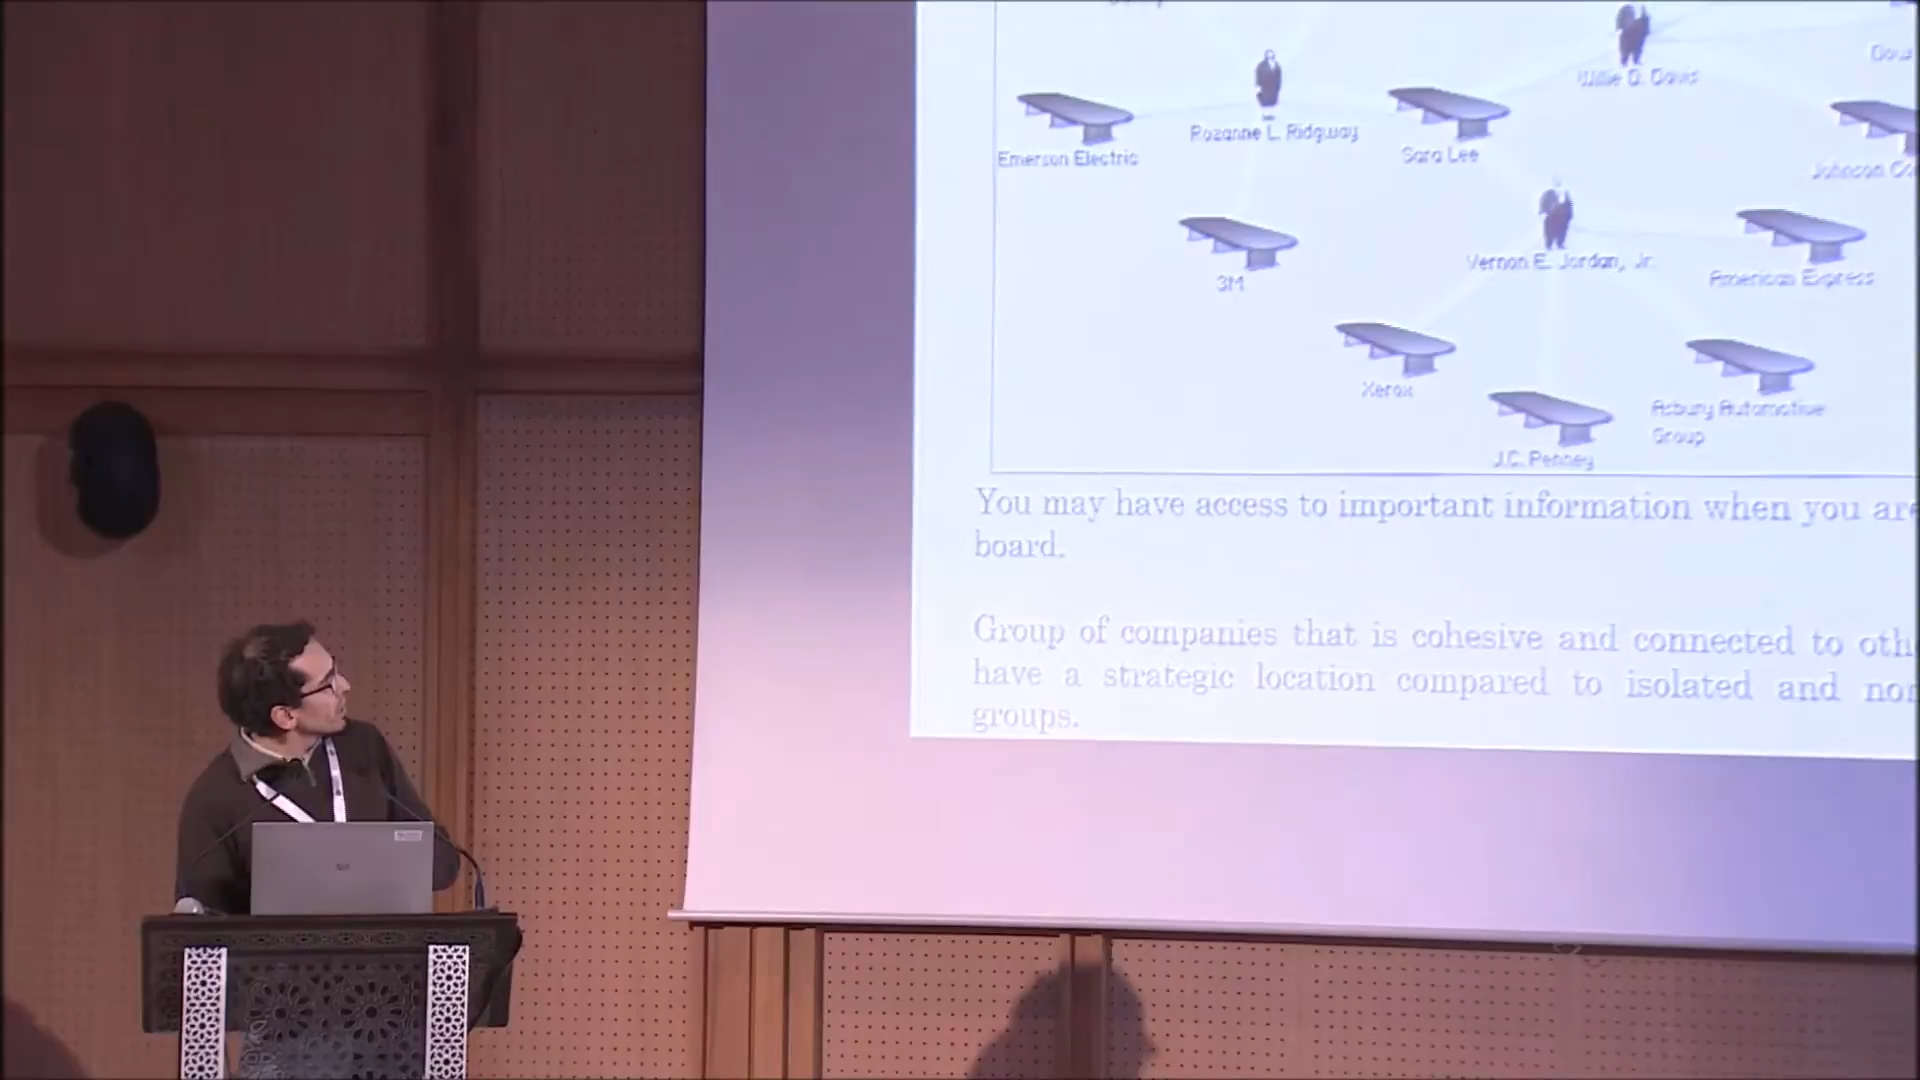 Willie D. Davis
Rozanne L. Ridgway
Emerson Electric
Sara Lee
Johnson Co
Vernon E. Jordan, Jr.
American Express
3M
Xerox
Asbury Automotive
Group
J.C. Penney
You may have access to important information when you are
board.
Group of companies that is cohesive and connected to oth
have a strategic location compared to isolated and non
groups.